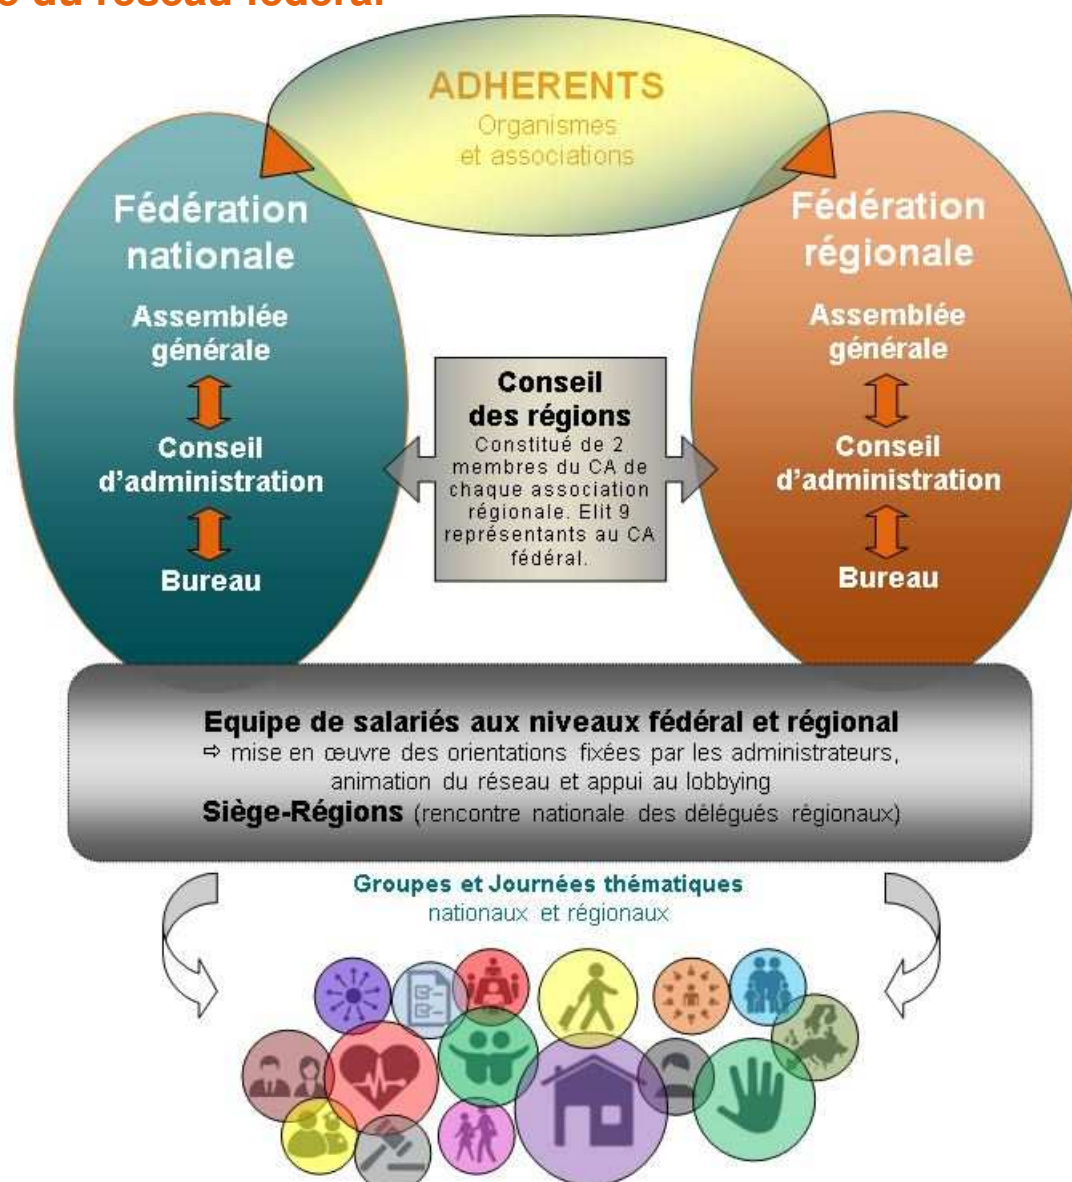 du réseau fédéral
ADHERENTS
Organismes
et associations
Fédération
nationale
Assemblée
générale
Conseil
d'administration
Bureau
Conseil
des régions
Constitué de 2
membres du CA de
chaque association
régionale. Elit 9
représentants au CA
fédéral.
Fédération
régionale
Assemblée
générale
Conseil
d'administration
Bureau
Equipe de salariés aux niveaux fédéral et régional
⇨ mise en œuvre des orientations fixées par les administrateurs,
animation du réseau et appui au lobbying
Siège-Régions (rencontre nationale des délégués régionaux)
Groupes et Journées thématiques
nationaux et régionaux